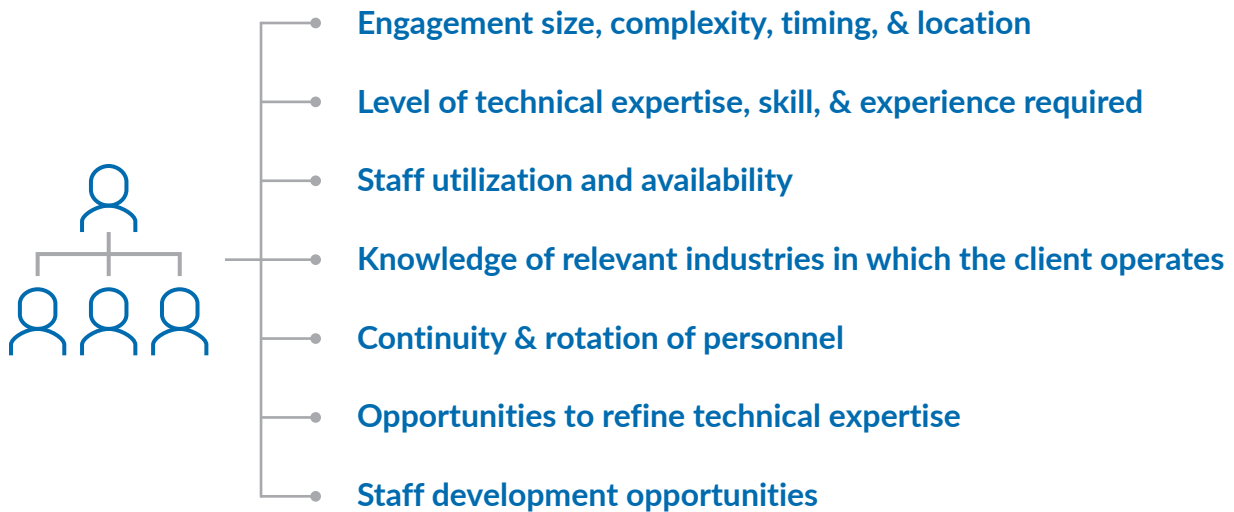 Engagement size, complexity, timing, & location
Level of technical expertise, skill, & experience required
Staff utilization and availability
Knowledge of relevant industries in which the client operates
Continuity & rotation of personnel
Opportunities to refine technical expertise
Staff development opportunities